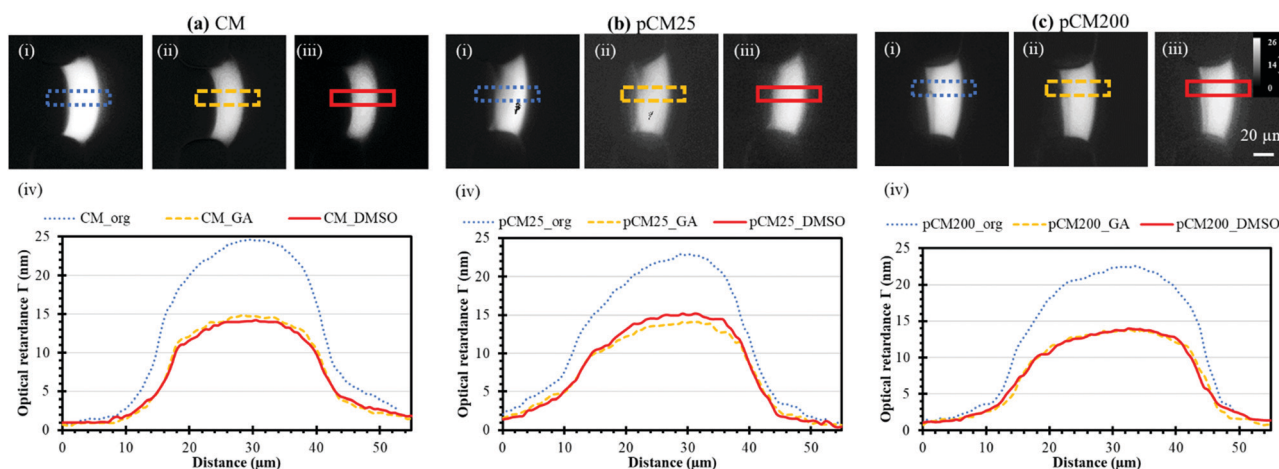 (a) CM
(b) pCM25
(c) pCM200
(i)
(ii)
(iii)
(i)
(ii)
(iii)
(i)
(ii)
(iii)
26
14
0
20 µm
(iv)
CM_org
CM_GA
CM_DMSO
Optical retardance Γ (nm)
25
20
15
10
5
0
0
10
20
30
40
50
Distance (µm)
(iv)
pCM25_org
pCM25_GA
pCM25_DMSO
Optical retardance Γ (nm)
25
20
15
10
5
0
0
10
20
30
40
50
Distance (µm)
(iv)
pCM200_org
pCM200_GA
pCM200_DMSO
Optical retardance Γ (nm)
25
20
15
10
5
0
0
10
20
30
40
50
Distance (µm)